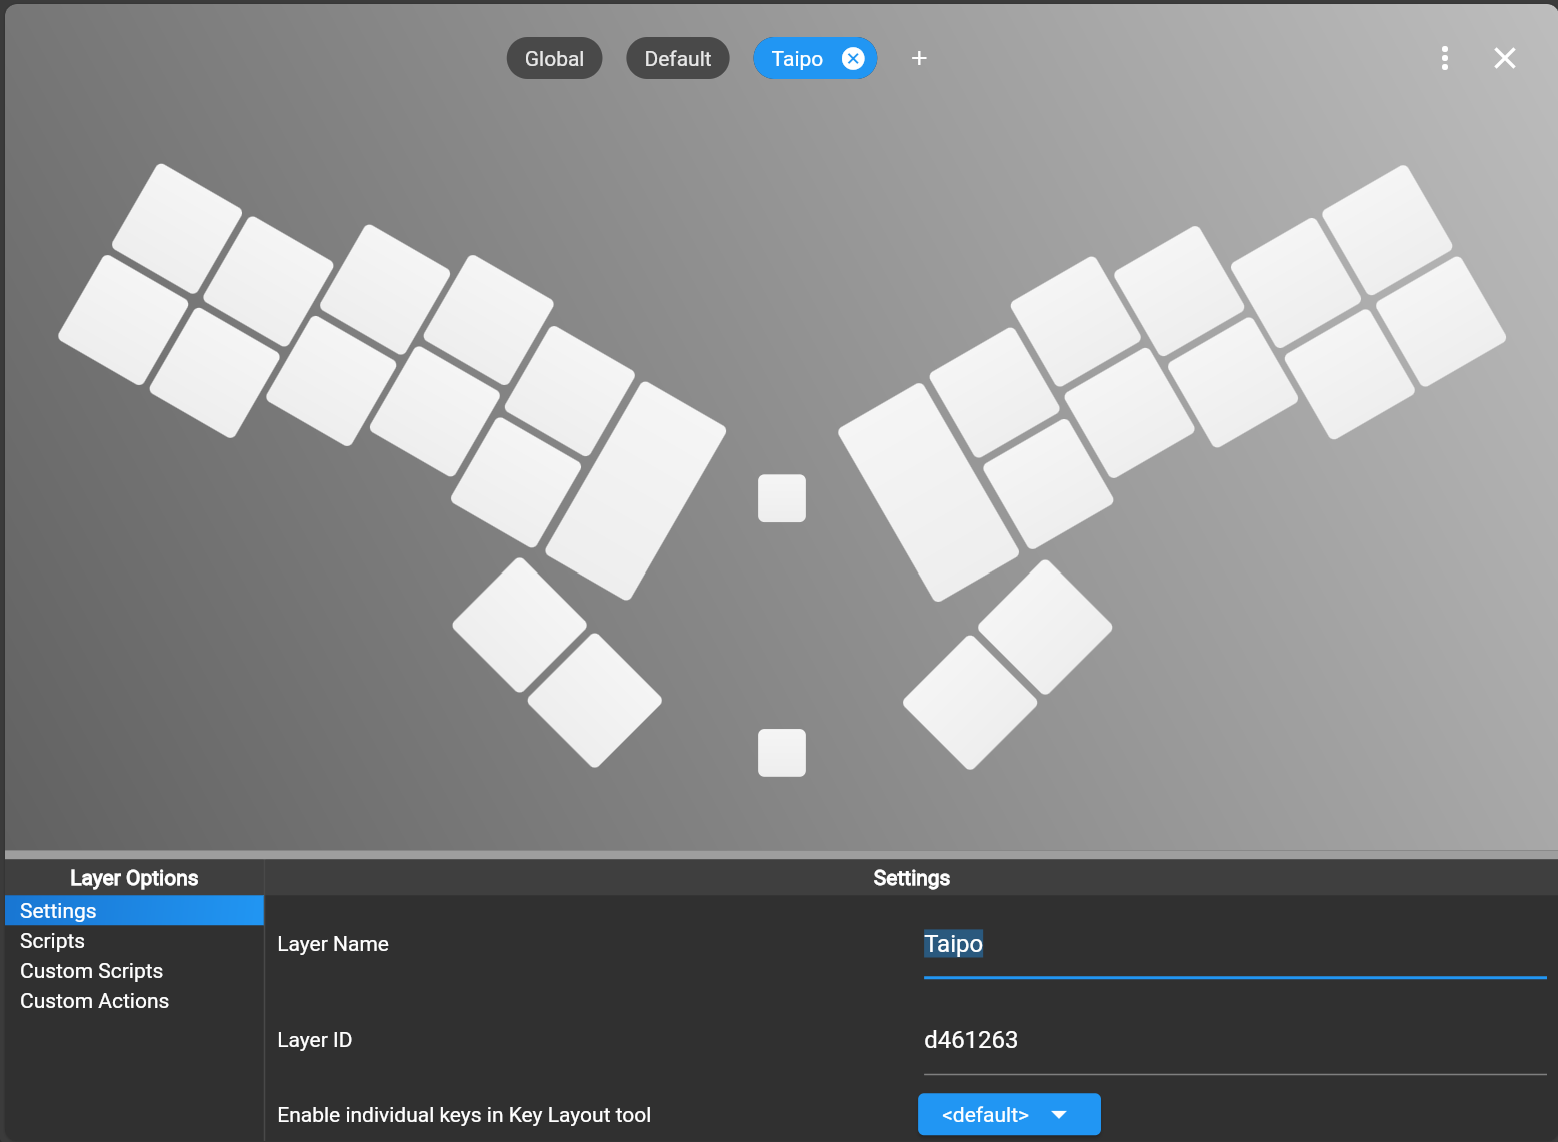 Global Default Taipo +
Layer Options
Settings
Scripts
Custom Scripts
Custom Actions
Settings
Layer Name Taipo
Layer ID d461263
Enable individual keys in Key Layout tool <default>